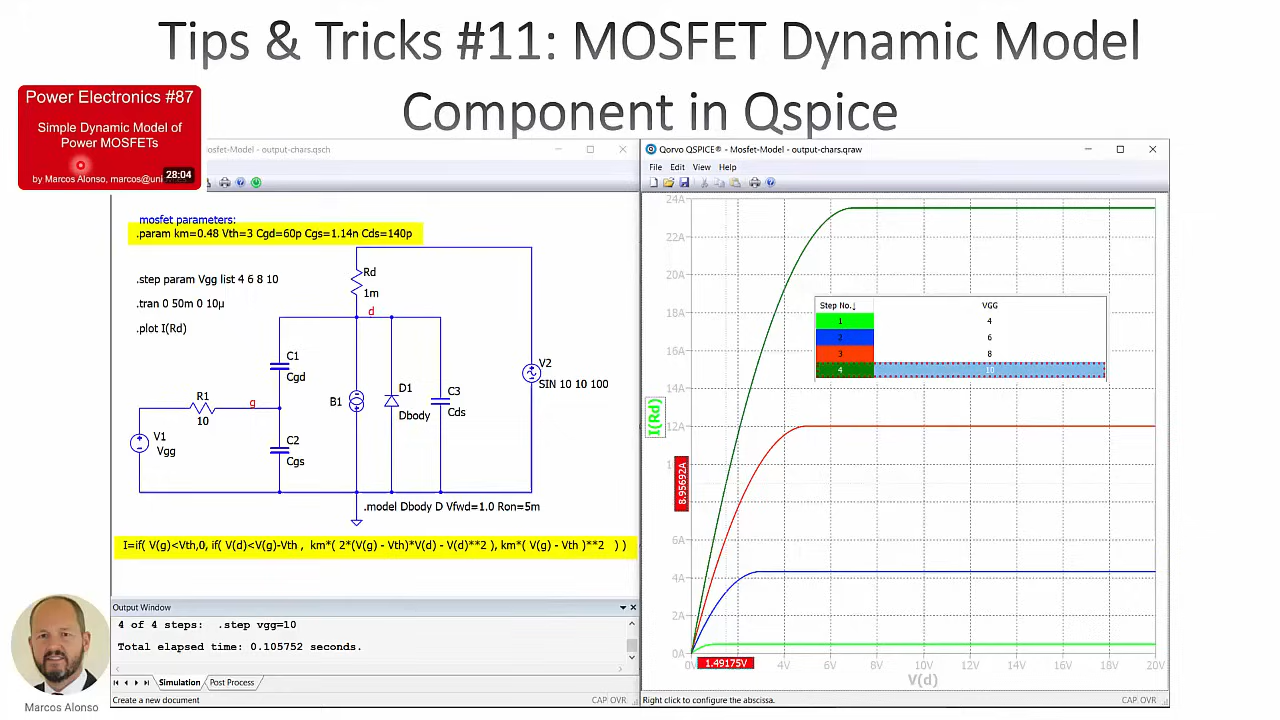 Tips & Tricks #11: MOSFET Dynamic Model
Component in Qspice
Power Electronics #87
Simple Dynamic Model of
Power MOSFETs
by Marcos Alonso, marcos@uni
28:04
osfet-Model - output-chars.qsch
mosfet parameters:
.param km=0.48 Vth=3 Cgd=60p Cgs=1.14n Cds=140p
.step param Vgg list 4 6 8 10
.tran 0 50m 0 10µ
.plot I(Rd)
Rd
1m
d
C1
Cgd
R1
10
g
V1
Vgg
C2
Cgs
B1
D1
Dbody
C3
Cds
V2
SIN 10 10 100
.model Dbody D Vfwd=1.0 Ron=5m
I=if( V(g)<Vth,0, if( V(d)<V(g)-Vth , km*( 2*(V(g) - Vth)*V(d) - V(d)**2 ), km*( V(g) - Vth )**2 ) )
Output Window
4 of 4 steps: .step vgg=10
Total elapsed time: 0.105752 seconds.
Simulation Post Process
Create a new document CAP OVR
Marcos Alonso
Qorvo QSPICE® - Mosfet-Model - output-chars.qraw
File Edit View Help
24A
22A
20A
18A
16A
14A
12A
6A
4A
2A
0A
I(Rd)
8.95692A
Step No. VGG
1 4
2 6
3 8
4 10
0V 4V 6V 8V 10V 12V 14V 16V 18V 20V
1.49175V
V(d)
Right click to configure the abscissa. CAP OVR